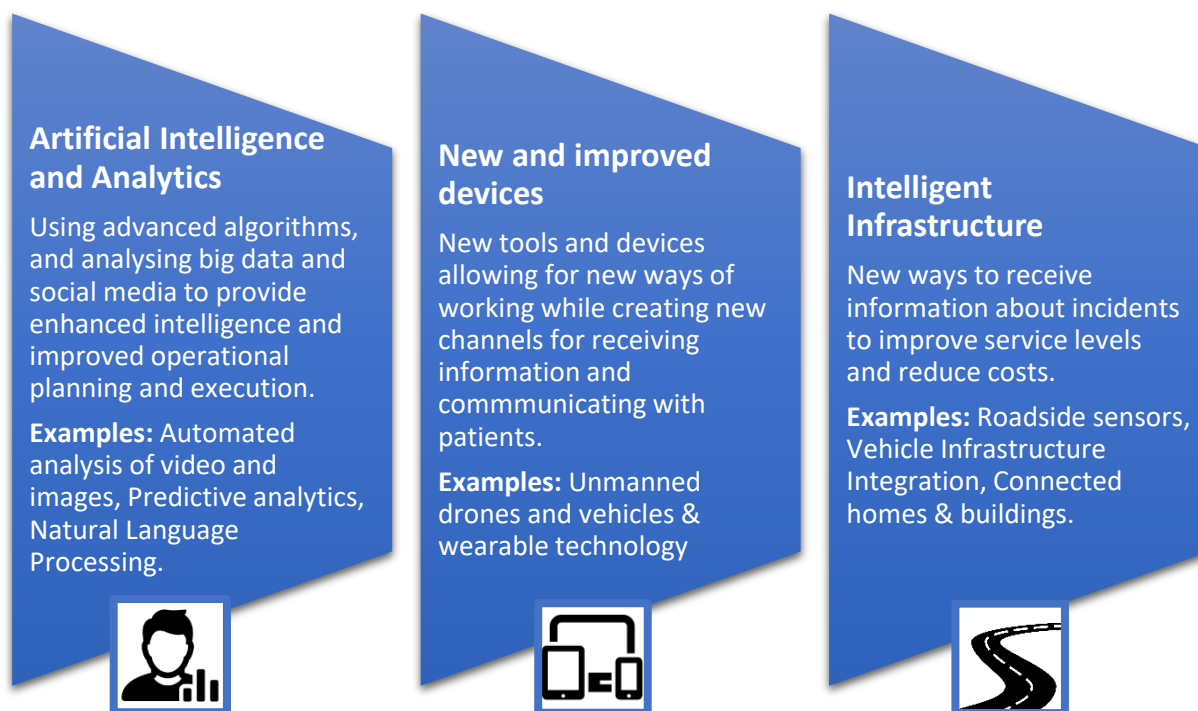 Artificial Intelligence
and Analytics
Using advanced algorithms,
and analysing big data and
social media to provide
enhanced intelligence and
improved operational
planning and execution.
Examples: Automated
analysis of video and
images, Predictive analytics,
Natural Language
Processing.
New and improved
devices
New tools and devices
allowing for new ways of
working while creating new
channels for receiving
information and
commmunicating with
patients.
Examples: Unmanned
drones and vehicles &
wearable technology
Intelligent
Infrastructure
New ways to receive
information about incidents
to improve service levels
and reduce costs.
Examples: Roadside sensors,
Vehicle Infrastructure
Integration, Connected
homes & buildings.